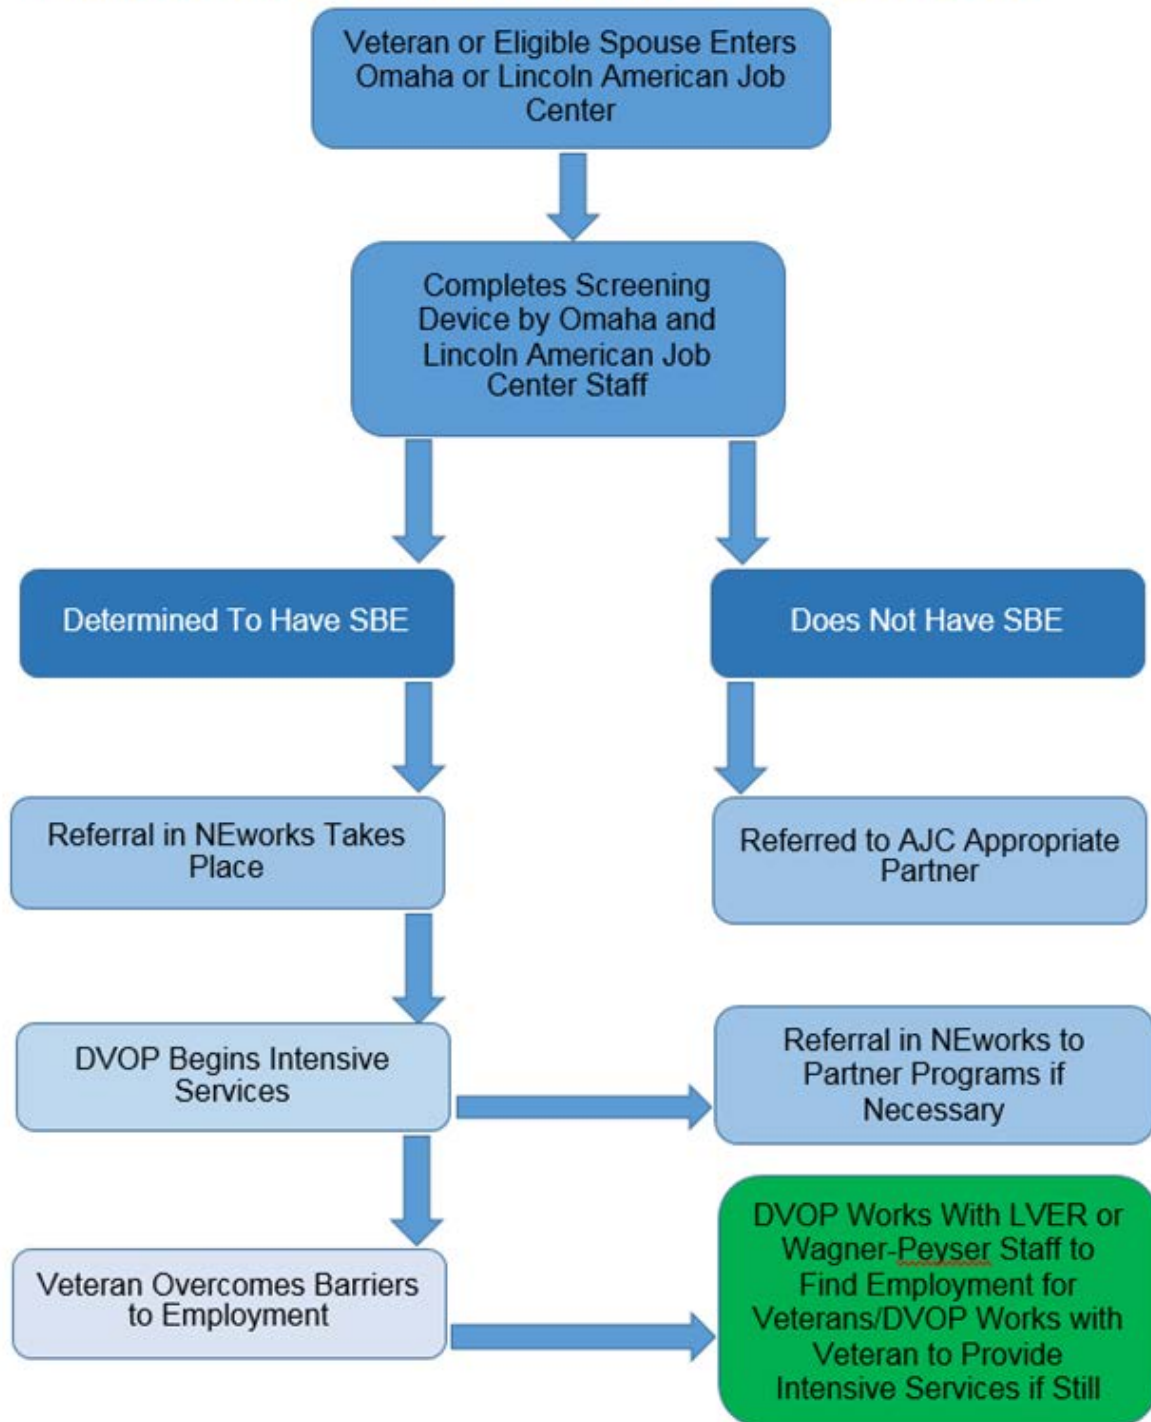 Veteran or Eligible Spouse Enters
Omaha or Lincoln American Job
Center
Completes Screening
Device by Omaha and
Lincoln American Job
Center Staff
Determined To Have SBE
Does Not Have SBE
Referral in NEworks Takes
Place
Referred to AJC Appropriate
Partner
DVOP Begins Intensive
Services
Referral in NEworks to
Partner Programs if
Necessary
Veteran Overcomes Barriers
to Employment
DVOP Works With LVER or
Wagner-Peyser Staff to
Find Employment for
Veterans/DVOP Works with
Veteran to Provide
Intensive Services if Still